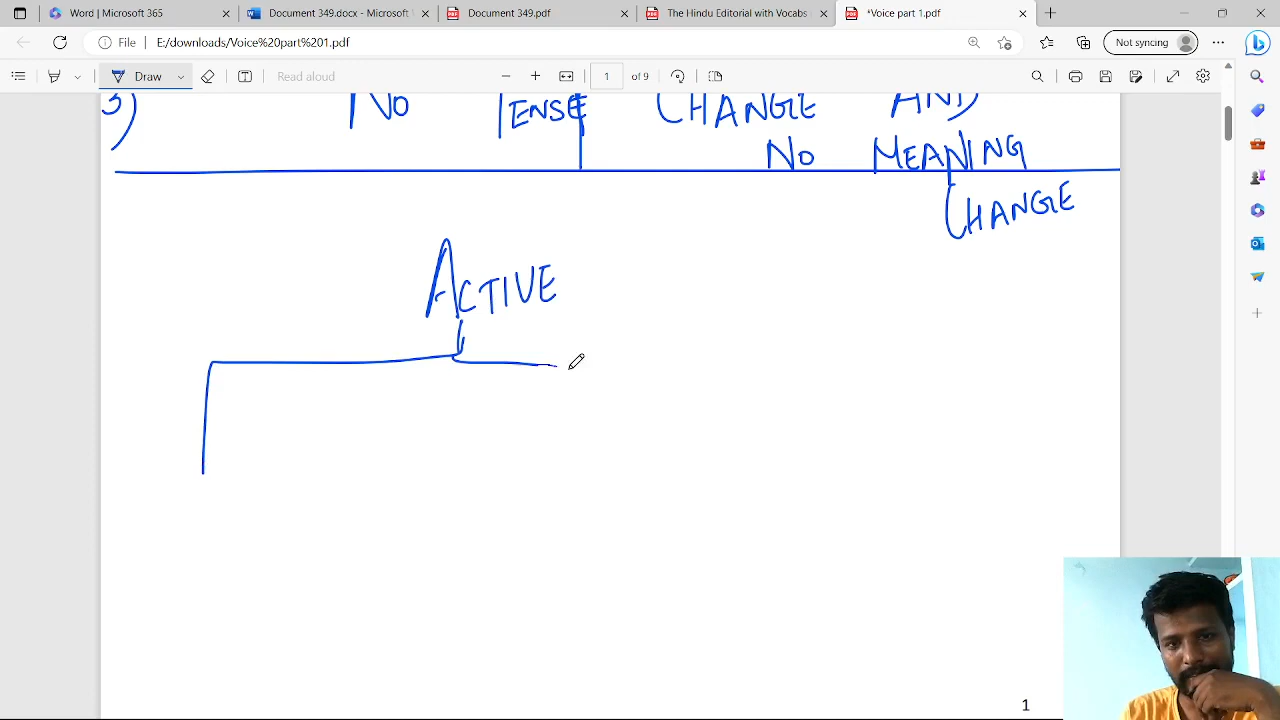 Word | Microsoft 365
Document 349.docx - Microsoft
Document 349.pdf
The Hindu Editorial with Vocabs
*Voice part 1.pdf
File
E:/downloads/Voice%20part%201.pdf
Not syncing
Draw
Read aloud
1 of 9
3) NO TENSE CHANGE AND
NO MEANING
CHANGE
ACTIVE
1